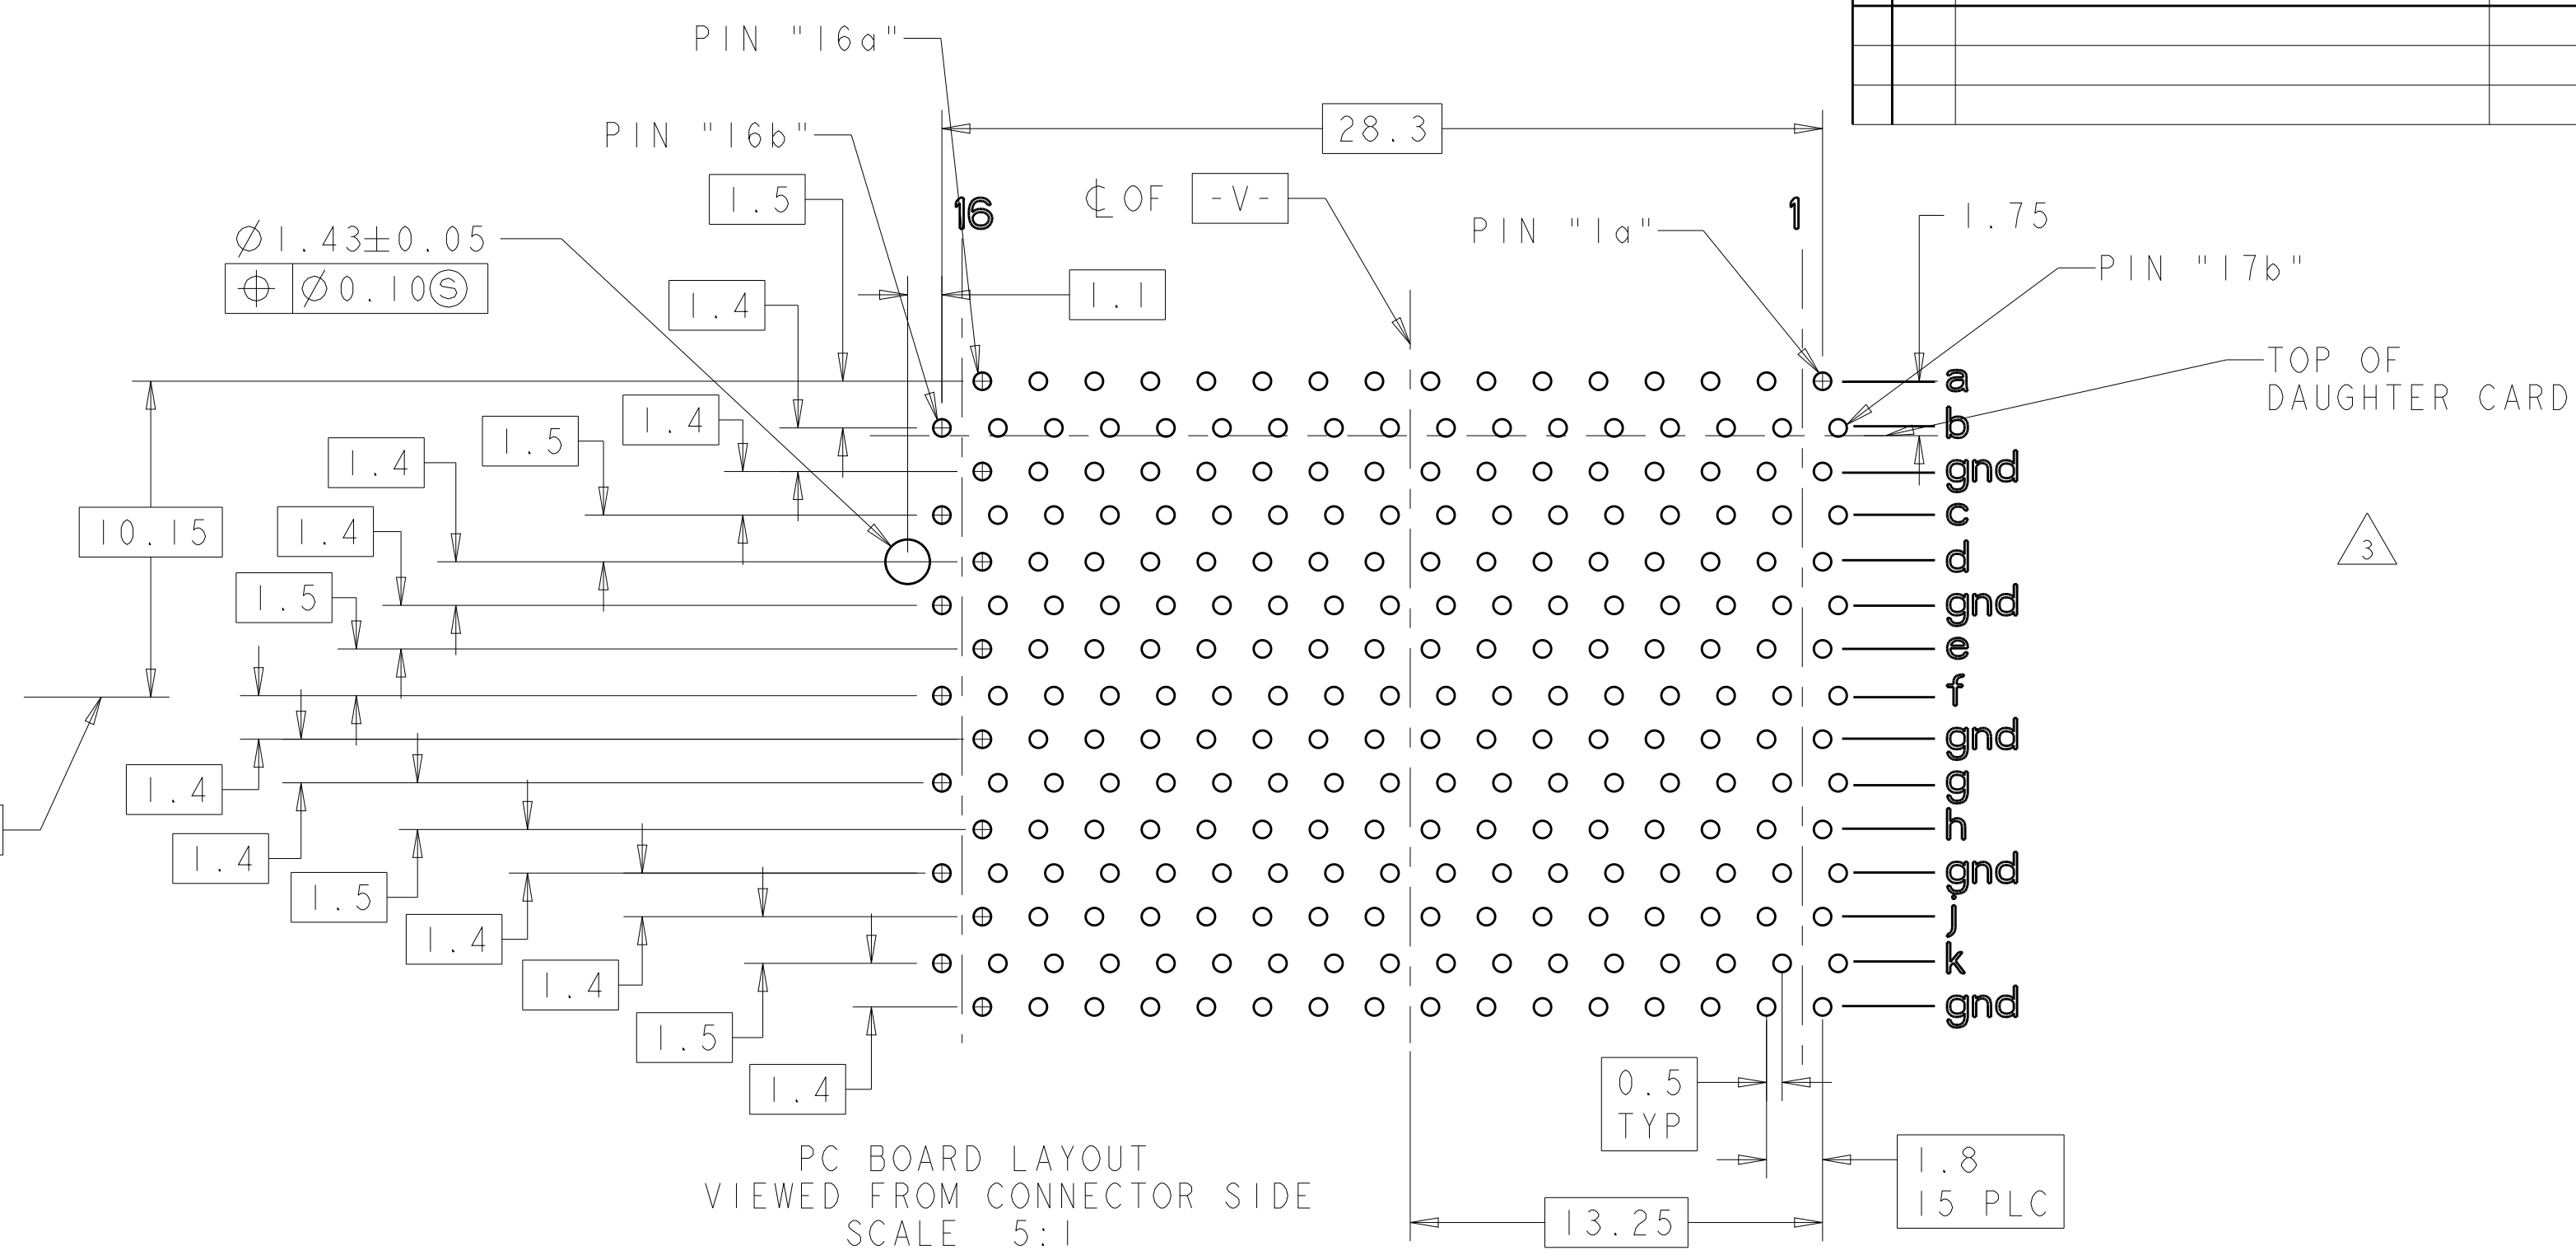 PIN "16a"
PIN "16b"
28.3
1.5
16
℄ OF -V-
1
PIN "1a"
1.75
Ø1.43±0.05
⌖ Ø0.10Ⓢ
1.4
1.1
PIN "17b"
TOP OF
DAUGHTER CARD
a
b
1.4
1.5
1.4
gnd
10.15
1.4
c
3
d
1.5
gnd
e
f
gnd
1.4
g
1.4
h
1.5
gnd
1.4
j
1.4
k
1.5
gnd
1.4
0.5
TYP
1.8
15 PLC
13.25
PC BOARD LAYOUT
VIEWED FROM CONNECTOR SIDE
SCALE 5:1